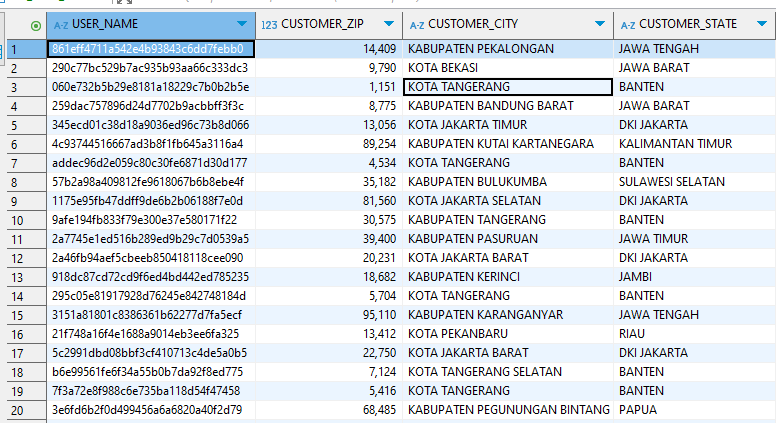 A-Z USER_NAME 123 CUSTOMER_ZIP A-Z CUSTOMER_CITY A-Z CUSTOMER_STATE
1 861eff4711a542e4b93843c6dd7febb0 14,409 KABUPATEN PEKALONGAN JAWA TENGAH
2 290c77bc529b7ac935b93aa66c333dc3 9,790 KOTA BEKASI JAWA BARAT
3 060e732b5b29e8181a18229c7b0b2b5e 1,151 KOTA TANGERANG BANTEN
4 259dac757896d24d7702b9acbbff3f3c 8,775 KABUPATEN BANDUNG BARAT JAWA BARAT
5 345ecd01c38d18a9036ed96c73b8d066 13,056 KOTA JAKARTA TIMUR DKI JAKARTA
6 4c93744516667ad3b8f1fb645a3116a4 89,254 KABUPATEN KUTAI KARTANEGARA KALIMANTAN TIMUR
7 addec96d2e059c80c30fe6871d30d177 4,534 KOTA TANGERANG BANTEN
8 57b2a98a409812fe9618067b6b8ebe4f 35,182 KABUPATEN BULUKUMBA SULAWESI SELATAN
9 1175e95fb47ddff9de6b2b06188f7e0d 81,560 KOTA JAKARTA SELATAN DKI JAKARTA
10 9afe194fb833f79e300e37e580171f22 30,575 KABUPATEN TANGERANG BANTEN
11 2a7745e1ed516b289ed9b29c7d0539a5 39,400 KABUPATEN PASURUAN JAWA TIMUR
12 2a46fb94aef5cbeeb850418118cee090 20,231 KOTA JAKARTA BARAT DKI JAKARTA
13 918dc87cd72cd9f6ed4bd442ed785235 18,682 KABUPATEN KERINCI JAMBI
14 295c05e81917928d76245e842748184d 5,704 KOTA TANGERANG BANTEN
15 3151a81801c8386361b62277d7fa5ecf 95,110 KABUPATEN KARANGANYAR JAWA TENGAH
16 21f748a16f4e1688a9014eb3ee6fa325 13,412 KOTA PEKANBARU RIAU
17 5c2991dbd08bbf3cf410713c4de5a0b5 22,750 KOTA JAKARTA BARAT DKI JAKARTA
18 b6e99561fe6f34a55b0b7da92f8ed775 7,124 KOTA TANGERANG SELATAN BANTEN
19 7f3a72e8f988c6e735ba118d54f47458 5,416 KOTA TANGERANG BANTEN
20 3e6fd6b2f0d499456a6a6820a40f2d79 68,485 KABUPATEN PEGUNUNGAN BINTANG PAPUA